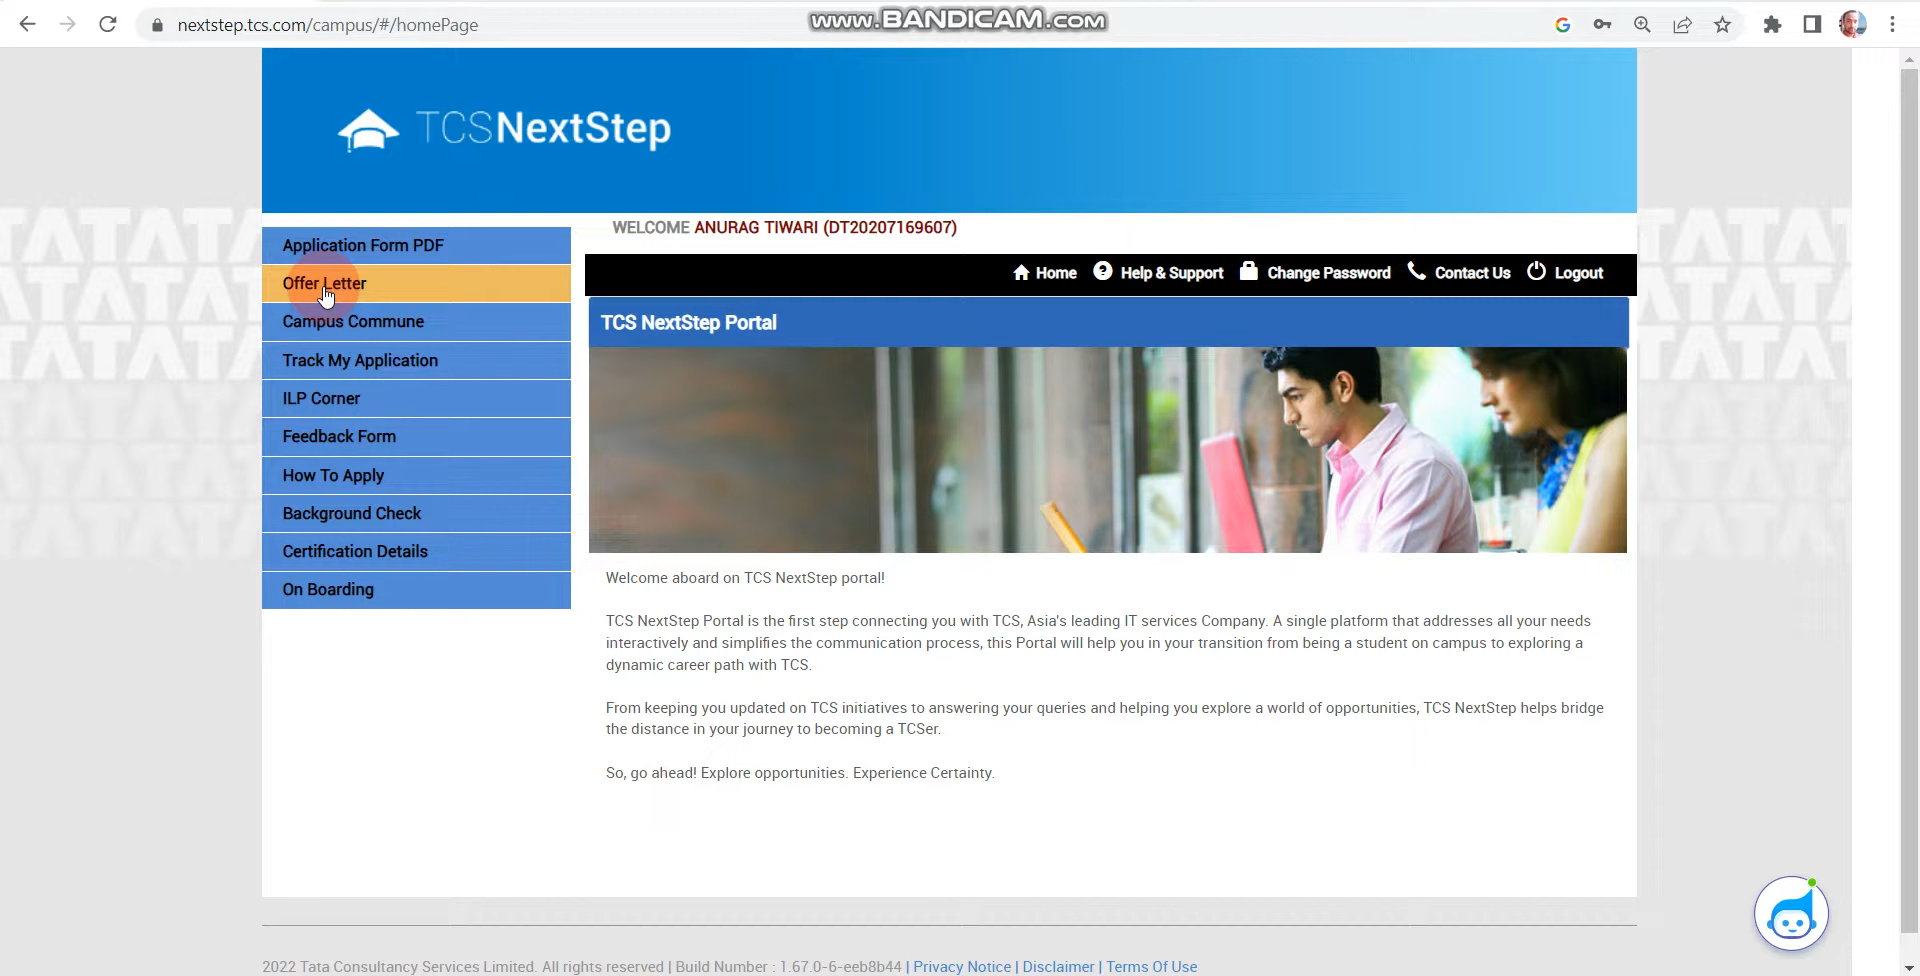 nextstep.tcs.com/campus/#/homePage
www.BANDICAM.com
TCSNextStep
WELCOME ANURAG TIWARI (DT20207169607)
Application Form PDF
Offer Letter
Campus Commune
Track My Application
ILP Corner
Feedback Form
How To Apply
Background Check
Certification Details
On Boarding
Home Help & Support Change Password Contact Us Logout
TCS NextStep Portal
Welcome aboard on TCS NextStep portal!
TCS NextStep Portal is the first step connecting you with TCS, Asia's leading IT services Company. A single platform that addresses all your needs
interactively and simplifies the communication process, this Portal will help you in your transition from being a student on campus to exploring a
dynamic career path with TCS.
From keeping you updated on TCS initiatives to answering your queries and helping you explore a world of opportunities, TCS NextStep helps bridge
the distance in your journey to becoming a TCSer.
So, go ahead! Explore opportunities. Experience Certainty.
2022 Tata Consultancy Services Limited. All rights reserved | Build Number : 1.67.0-6-eeb8b44 | Privacy Notice | Disclaimer | Terms Of Use